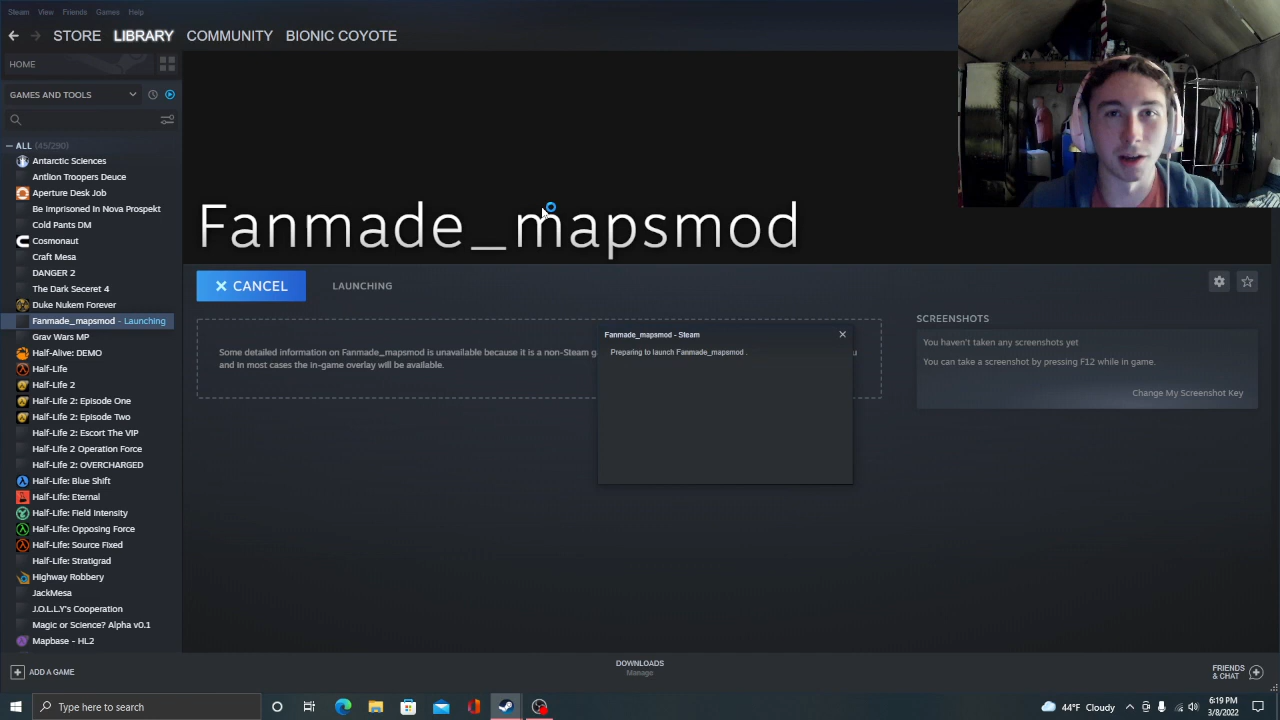 Steam View Friends Games Help
STORE LIBRARY COMMUNITY BIONIC COYOTE
HOME
GAMES AND TOOLS
ALL (45/290)
Antarctic Sciences
Antlion Troopers Deuce
Aperture Desk Job
Be Imprisoned In Nova Prospekt
Cold Pants DM
Cosmonaut
Craft Mesa
DANGER 2
The Dark Seceret 4
Duke Nukem Forever
Fanmade_mapsmod - Launching
Grav Wars MP
Half-Alive: DEMO
Half-Life
Half-Life 2
Half-Life 2: Episode One
Half-Life 2: Episode Two
Half-Life 2: Escort The VIP
Half-Life 2 Operation Force
Half-Life 2: OVERCHARGED
Half-Life: Blue Shift
Half-Life: Eternal
Half-Life: Field Intensity
Half-Life: Opposing Force
Half-Life: Source Fixed
Half-Life: Stratigrad
Highway Robbery
JackMesa
J.O.L.L.Y's Cooperation
Magic or Science? Alpha v0.1
Mapbase - HL2
Fanmade_mapsmod
CANCEL LAUNCHING
Some detailed information on Fanmade_mapsmod is unavailable because it is a non-Steam g
and in most cases the in-game overlay will be available.
Fanmade_mapsmod - Steam
Preparing to launch Fanmade_mapsmod .
SCREENSHOTS
You haven't taken any screenshots yet
You can take a screenshot by pressing F12 while in game.
Change My Screenshot Key
ADD A GAME
DOWNLOADS
Manage
FRIENDS
& CHAT
Type here to search
44°F Cloudy
6:19 PM
3/8/2022